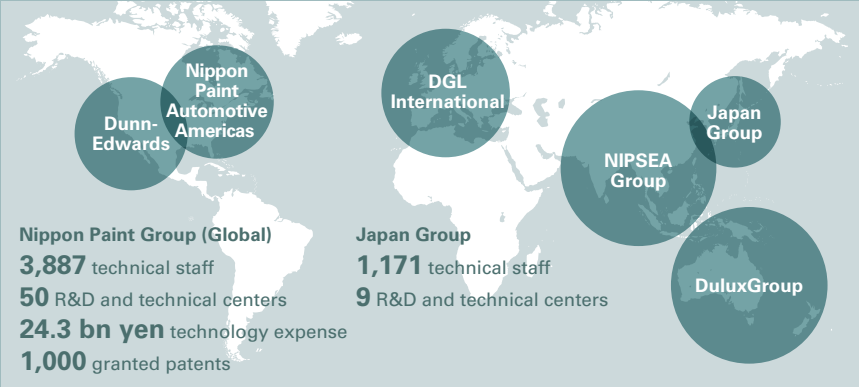 Nippon
Paint
Automotive
Americas
Dunn-
Edwards
DGL
International
Japan
Group
NIPSEA
Group
DuluxGroup
Nippon Paint Group (Global)
3,887 technical staff
50 R&D and technical centers
24.3 bn yen technology expense
1,000 granted patents
Japan Group
1,171 technical staff
9 R&D and technical centers